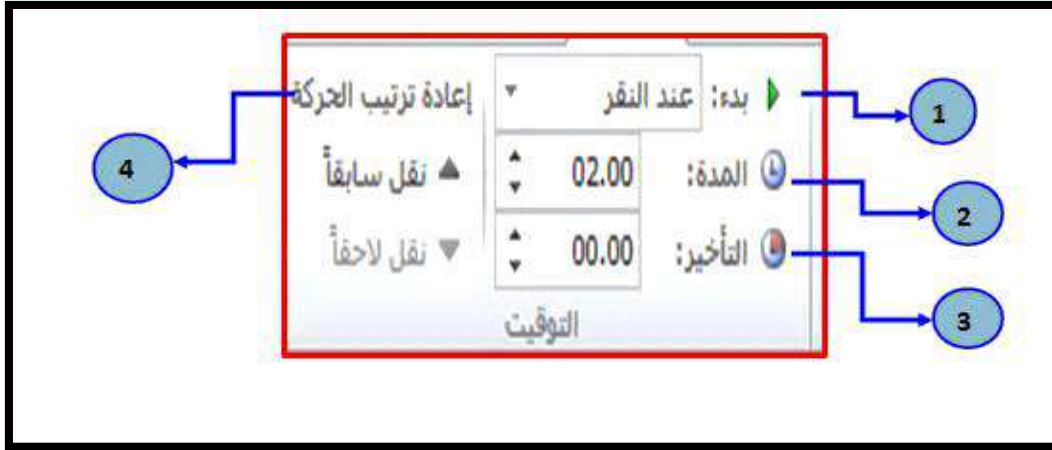 بدء: عند النقر
المدة: 02.00
التأخير: 00.00
إعادة ترتيب الحركة
نقل سابقاً
نقل لاحقاً
التوقيت
1
2
3
4